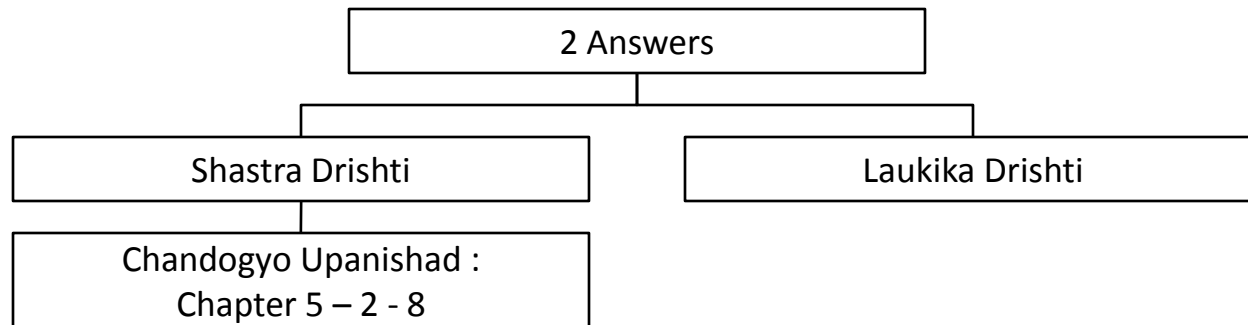 2 Answers
Shastra Drishti
Laukika Drishti
Chandogyo Upanishad :
Chapter 5 – 2 - 8